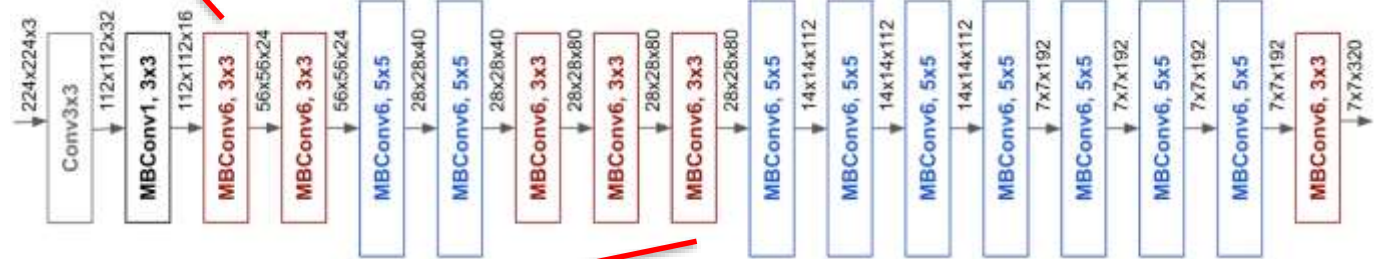 224x224x3
Conv3x3
112x112x32
MBConv1, 3x3
112x112x16
MBConv6, 3x3
56x56x24
MBConv6, 3x3
56x56x24
MBConv6, 5x5
28x28x40
MBConv6, 5x5
28x28x40
MBConv6, 3x3
28x28x80
MBConv6, 3x3
28x28x80
MBConv6, 3x3
28x28x80
MBConv6, 5x5
14x14x112
MBConv6, 5x5
14x14x112
MBConv6, 5x5
14x14x112
MBConv6, 5x5
7x7x192
MBConv6, 5x5
7x7x192
MBConv6, 5x5
7x7x192
MBConv6, 5x5
7x7x192
MBConv6, 3x3
7x7x320